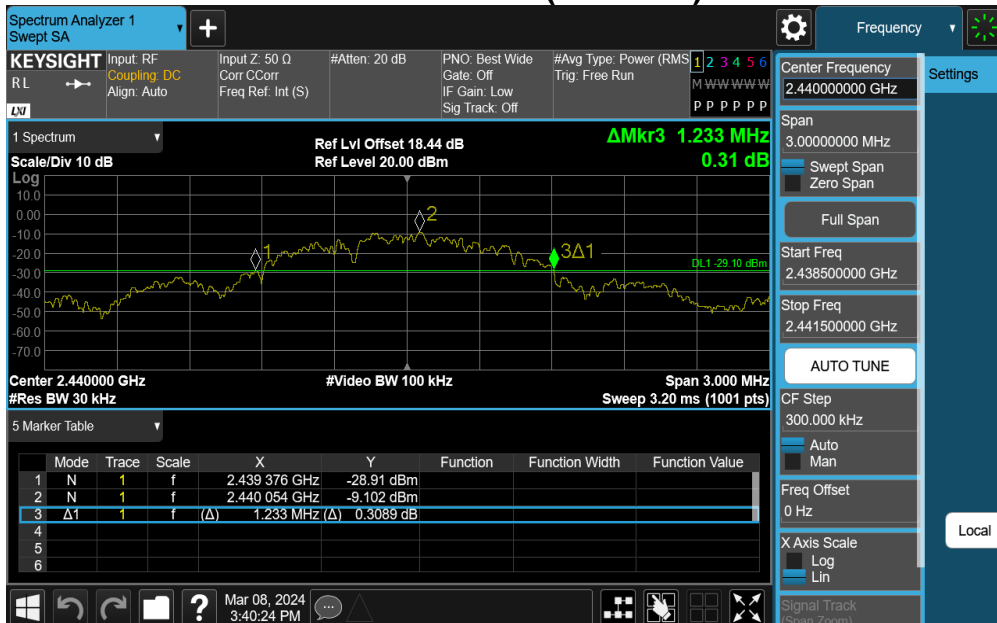 Spectrum Analyzer 1
Swept SA
+
Frequency
KEYSIGHT
RL
LXI
Input: RF
Coupling: DC
Align: Auto
Input Z: 50 Ω
Corr CCorr
Freq Ref: Int (S)
#Atten: 20 dB
PNO: Best Wide
Gate: Off
IF Gain: Low
Sig Track: Off
#Avg Type: Power (RMS
Trig: Free Run
1 2 3 4 5 6
M W W W W W
P P P P P P
1 Spectrum
Scale/Div 10 dB
Log
Ref Lvl Offset 18.44 dB
Ref Level 20.00 dBm
ΔMkr3 1.233 MHz
0.31 dB
10.0
0.00
-10.0
-20.0
-30.0
-40.0
-50.0
-60.0
-70.0
1
2
3Δ1
DL1 -29.10 dBm
Center 2.440000 GHz
#Video BW 100 kHz
Span 3.000 MHz
#Res BW 30 kHz
Sweep 3.20 ms (1001 pts)
5 Marker Table
Mode Trace Scale X Y Function Function Width Function Value
1 N 1 f 2.439 376 GHz -28.91 dBm
2 N 1 f 2.440 054 GHz -9.102 dBm
3 Δ1 1 f (Δ) 1.233 MHz (Δ) 0.3089 dB
4
5
6
?
Mar 08, 2024
3:40:24 PM
Center Frequency
2.440000000 GHz
Settings
Span
3.00000000 MHz
Swept Span
Zero Span
Full Span
Start Freq
2.438500000 GHz
Stop Freq
2.441500000 GHz
AUTO TUNE
CF Step
300.000 kHz
Auto
Man
Freq Offset
0 Hz
Local
X Axis Scale
Log
Lin
Signal Track
(Span Zoom)